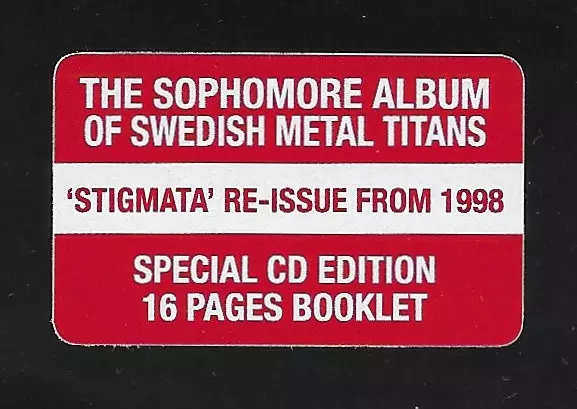 THE SOPHOMORE ALBUM
OF SWEDISH METAL TITANS
'STIGMATA' RE-ISSUE FROM 1998
SPECIAL CD EDITION
16 PAGES BOOKLET